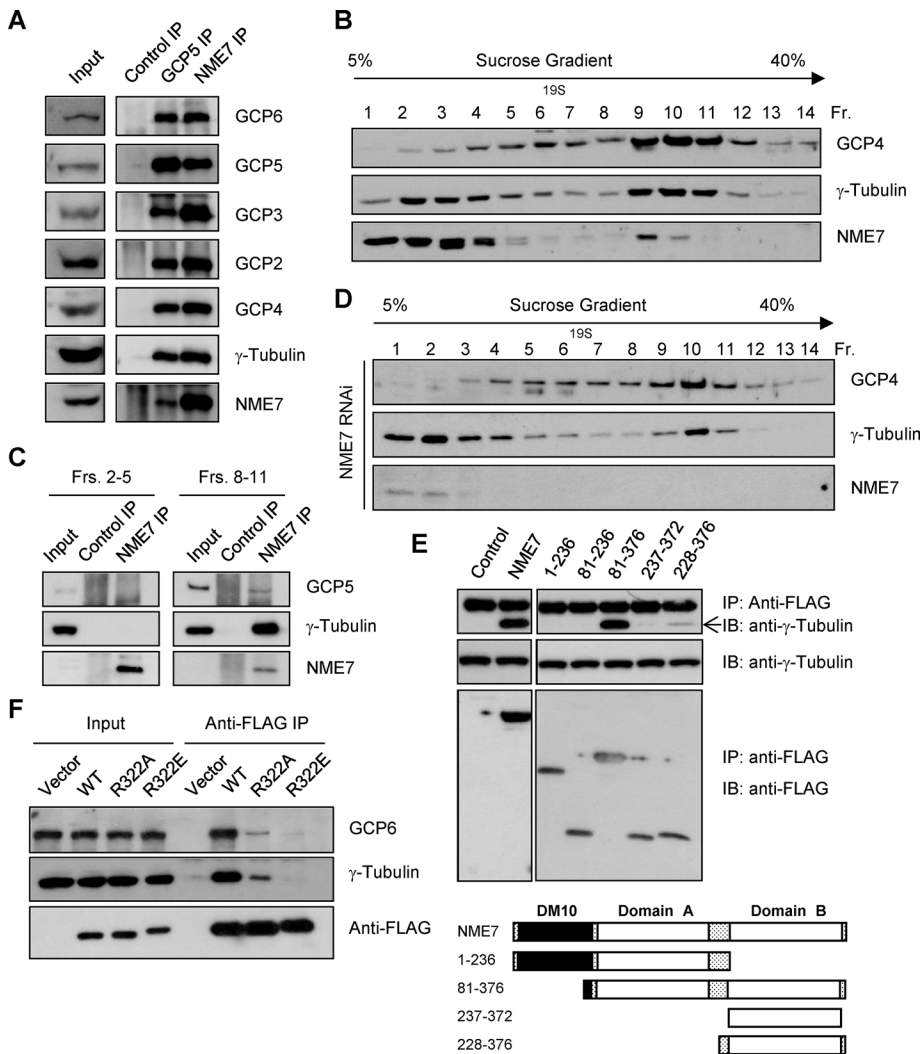 A
Input
Control IP
GCP5 IP
NME7 IP
GCP6
GCP5
GCP3
GCP2
GCP4
γ-Tubulin
NME7
B
5% Sucrose Gradient 40%
19S
1 2 3 4 5 6 7 8 9 10 11 12 13 14 Fr.
GCP4
γ-Tubulin
NME7
D
5% Sucrose Gradient 40%
19S
1 2 3 4 5 6 7 8 9 10 11 12 13 14 Fr.
NME7 RNAi
GCP4
γ-Tubulin
NME7
C
Frs. 2-5 Frs. 8-11
Input Control IP NME7 IP Input Control IP NME7 IP
GCP5
γ-Tubulin
NME7
E
Control NME7 1-236 81-236 81-376 237-372 228-376
IP: Anti-FLAG
IB: anti-γ-Tubulin
IB: anti-γ-Tubulin
IP: anti-FLAG
IB: anti-FLAG
DM10 Domain A Domain B
NME7
1-236
81-376
237-372
228-376
F
Input Anti-FLAG IP
Vector WT R322A R322E Vector WT R322A R322E
GCP6
γ-Tubulin
Anti-FLAG